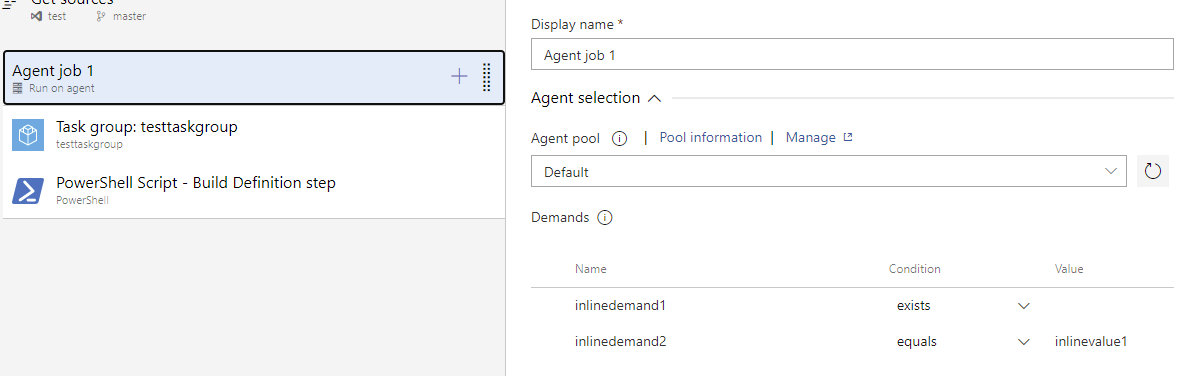 Get sources
test master
Agent job 1
Run on agent
Task group: testtaskgroup
testtaskgroup
PowerShell Script - Build Definition step
PowerShell
Display name *
Agent job 1
Agent selection
Agent pool | Pool information | Manage
Default
Demands
Name Condition Value
inlinedemand1 exists
inlinedemand2 equals inlinevalue1